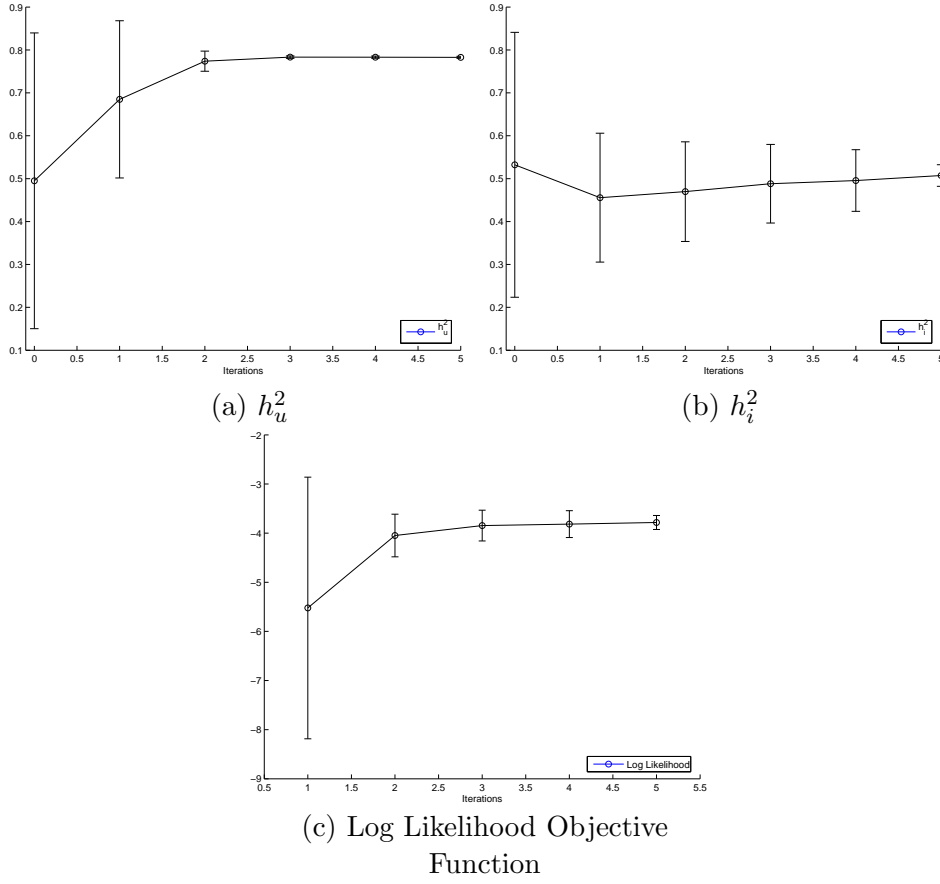 0.9
0.8
0.7
0.6
0.5
0.4
0.3
0.2
0.1
0 0.5 1 1.5 2 2.5 3 3.5 4 4.5 5
Iterations
h_u^2
(a) h_u^2
0.9
0.8
0.7
0.6
0.5
0.4
0.3
0.2
0.1
0 0.5 1 1.5 2 2.5 3 3.5 4 4.5 5
Iterations
h_i^2
(b) h_i^2
−2
−3
−4
−5
−6
−7
−8
−9
0.5 1 1.5 2 2.5 3 3.5 4 4.5 5 5.5
Iterations
Log Likelihood
(c) Log Likelihood Objective
Function